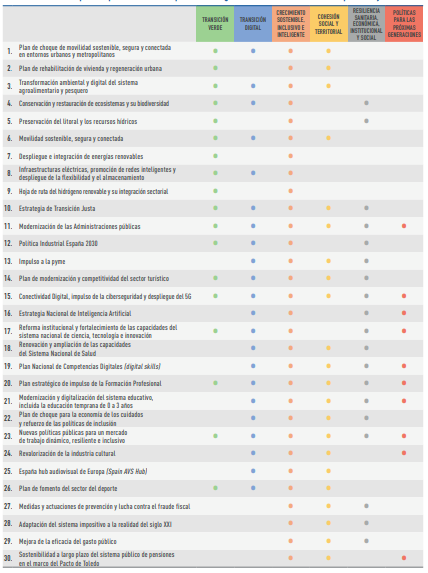 TRANSICIÓN
VERDE
TRANSICIÓN
DIGITAL
CRECIMIENTO
SOSTENIBLE,
INCLUSIVO E
INTELIGENTE
COHESIÓN
SOCIAL Y
TERRITORIAL
RESILIENCIA
SANITARIA,
ECONÓMICA,
INSTITUCIONAL
Y SOCIAL
POLÍTICAS
PARA LAS
PRÓXIMAS
GENERACIONES
1. Plan de choque de movilidad sostenible, segura y conectada
en entornos urbanos y metropolitanos
2. Plan de rehabilitación de vivienda y regeneración urbana
3. Transformación ambiental y digital del sistema
agroalimentario y pesquero
4. Conservación y restauración de ecosistemas y su biodiversidad
5. Preservación del litoral y los recursos hídricos
6. Movilidad sostenible, segura y conectada
7. Despliegue e integración de energías renovables
8. Infraestructuras eléctricas, promoción de redes inteligentes y
despliegue de la flexibilidad y el almacenamiento
9. Hoja de ruta del hidrógeno renovable y su integración sectorial
10. Estrategia de Transición Justa
11. Modernización de las Administraciones públicas
12. Política Industrial España 2030
13. Impulso a la pyme
14. Plan de modernización y competitividad del sector turístico
15. Conectividad Digital, impulso de la ciberseguridad y despliegue del 5G
16. Estrategia Nacional de Inteligencia Artificial
17. Reforma institucional y fortalecimiento de las capacidades del
sistema nacional de ciencia, tecnología e innovación
18. Renovación y ampliación de las capacidades
del Sistema Nacional de Salud
19. Plan Nacional de Competencias Digitales (digital skills)
20. Plan estratégico de impulso de la Formación Profesional
21. Modernización y digitalización del sistema educativo,
incluida la educación temprana de 0 a 3 años
22. Plan de choque para la economía de los cuidados
y refuerzo de las políticas de inclusión
23. Nuevas políticas públicas para un mercado
de trabajo dinámico, resiliente e inclusivo
24. Revalorización de la industria cultural
25. España hub audiovisual de Europa (Spain AVS Hub)
26. Plan de fomento del sector del deporte
27. Medidas y actuaciones de prevención y lucha contra el fraude fiscal
28. Adaptación del sistema impositivo a la realidad del siglo XXI
29. Mejora de la eficacia del gasto público
30. Sostenibilidad a largo plazo del sistema público de pensiones
en el marco del Pacto de Toledo